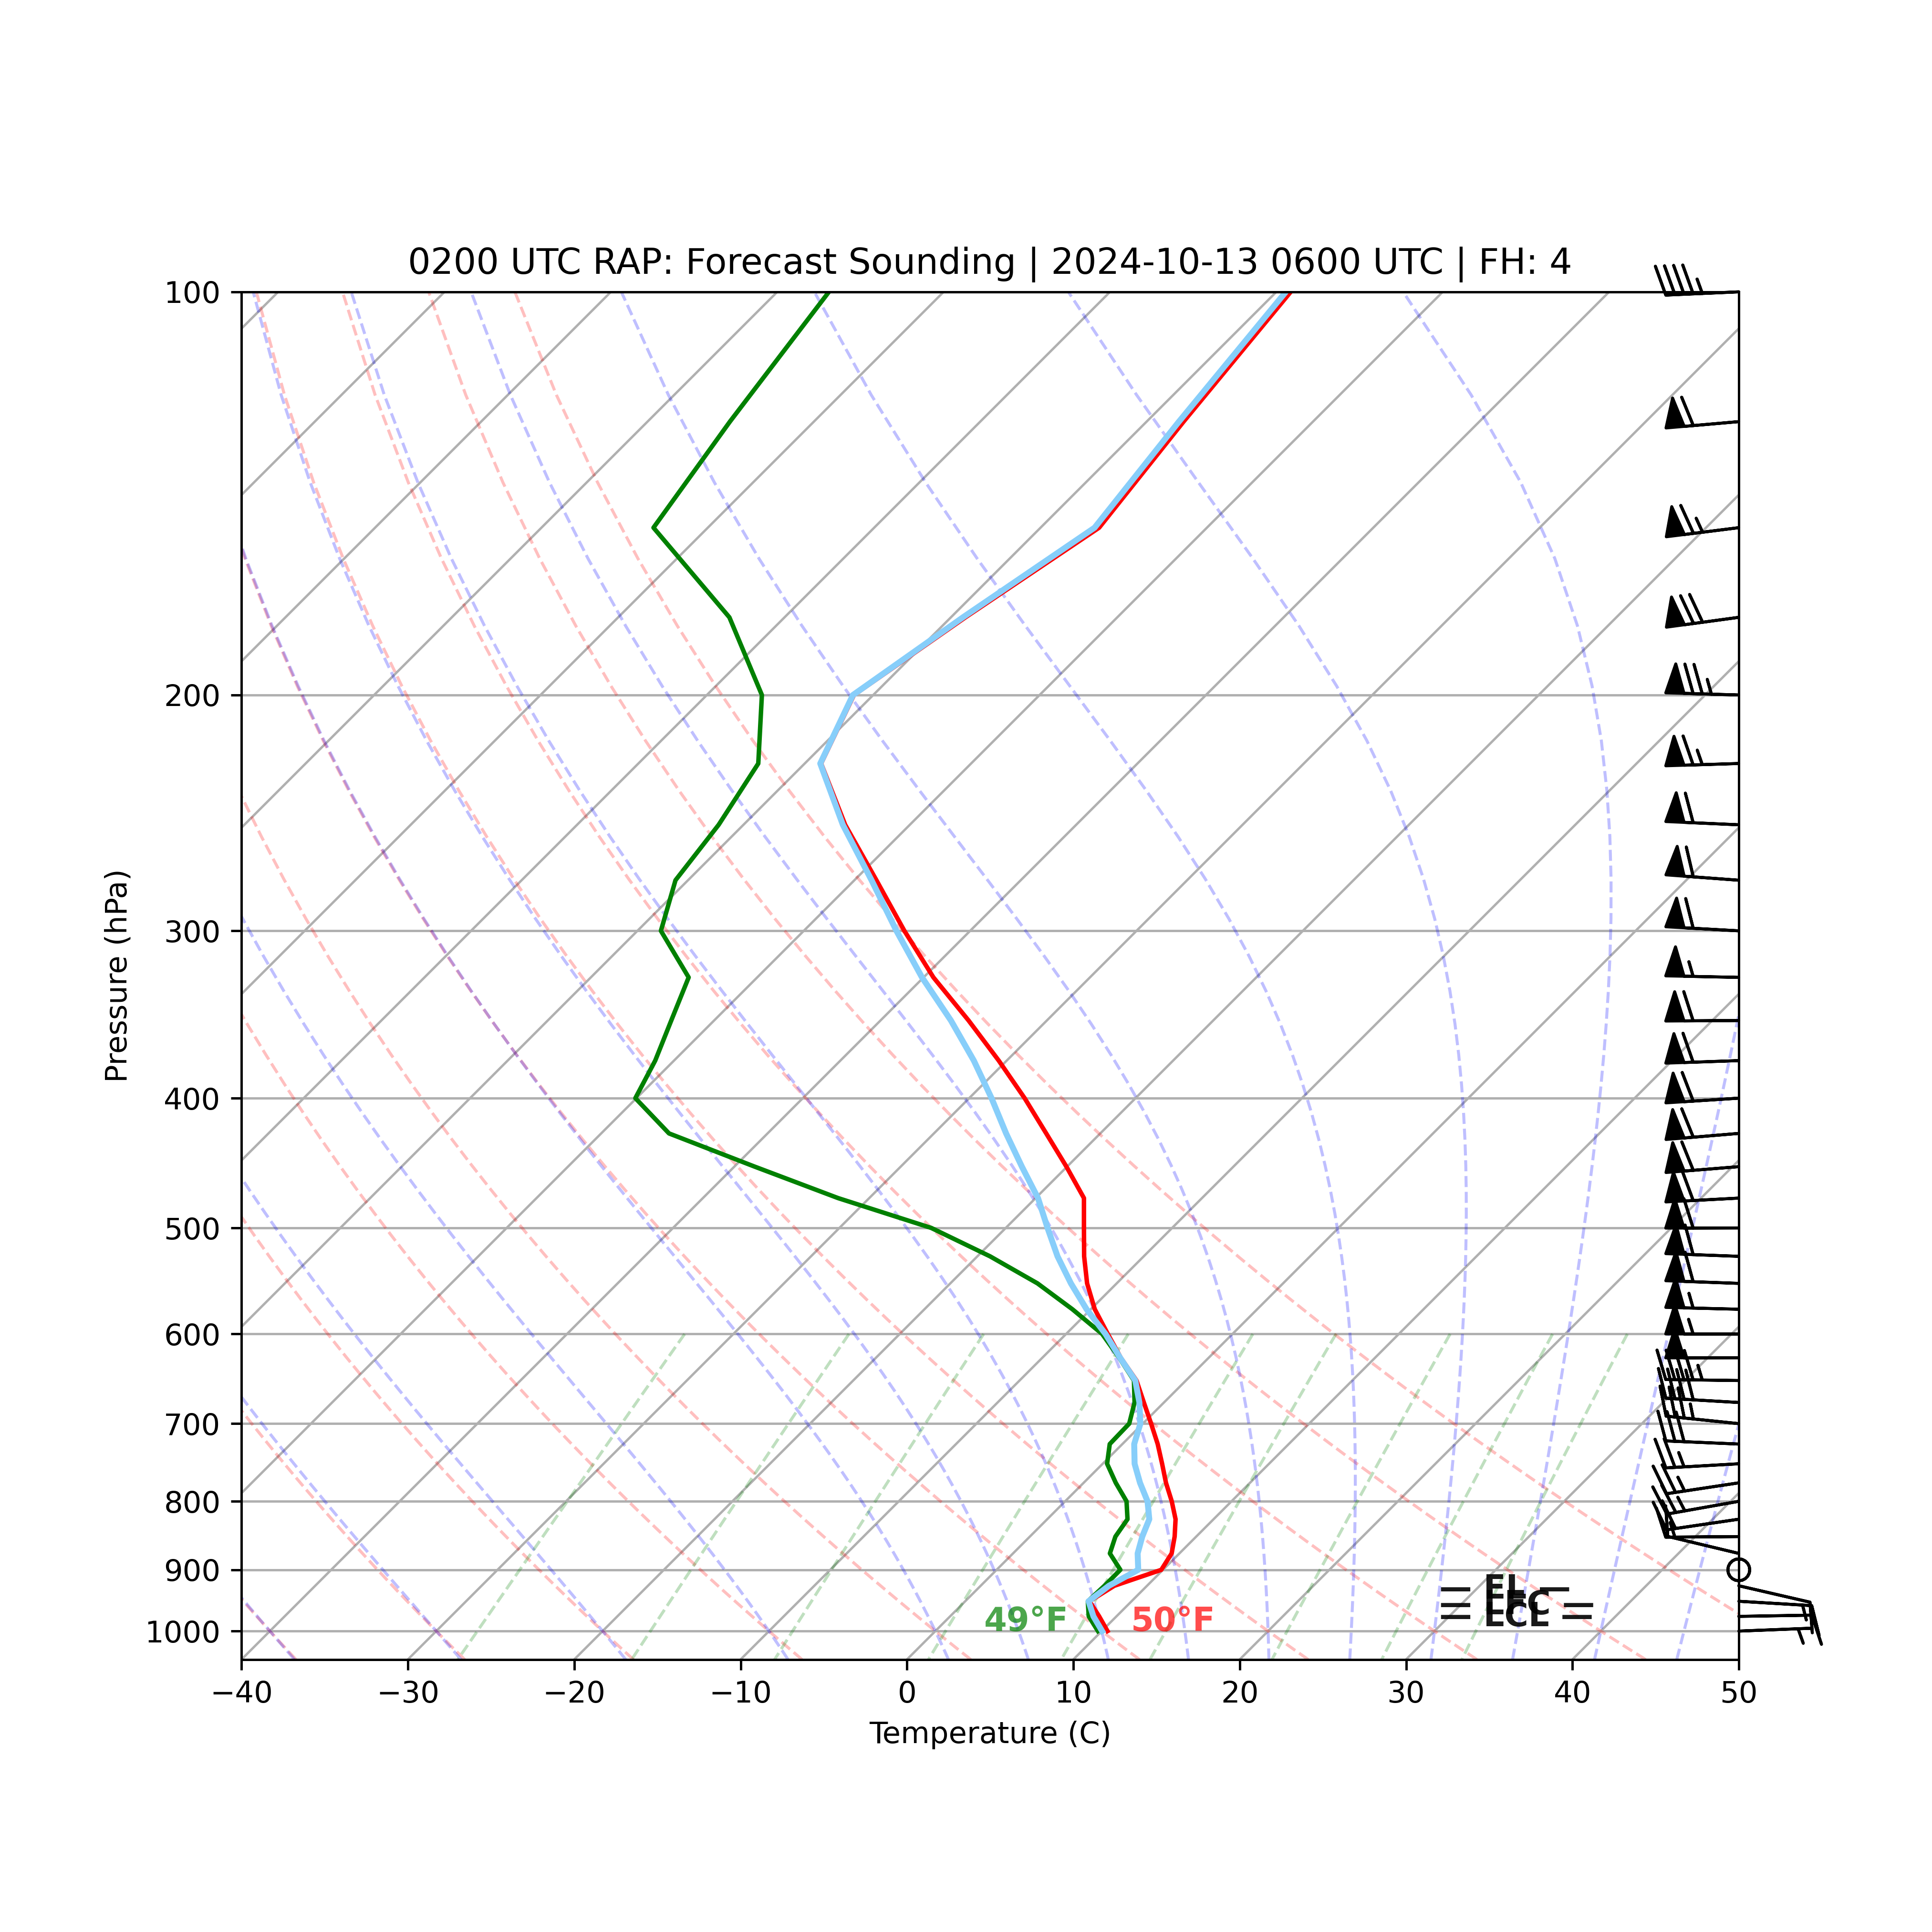 0200 UTC RAP: Forecast Sounding | 2024-10-13 0600 UTC | FH: 4
100
200
300
400
500
600
700
800
900
1000
Pressure (hPa)
EL
LFC
LCL
49°F
50°F
−40
−30
−20
−10
0
10
20
30
40
50
Temperature (C)